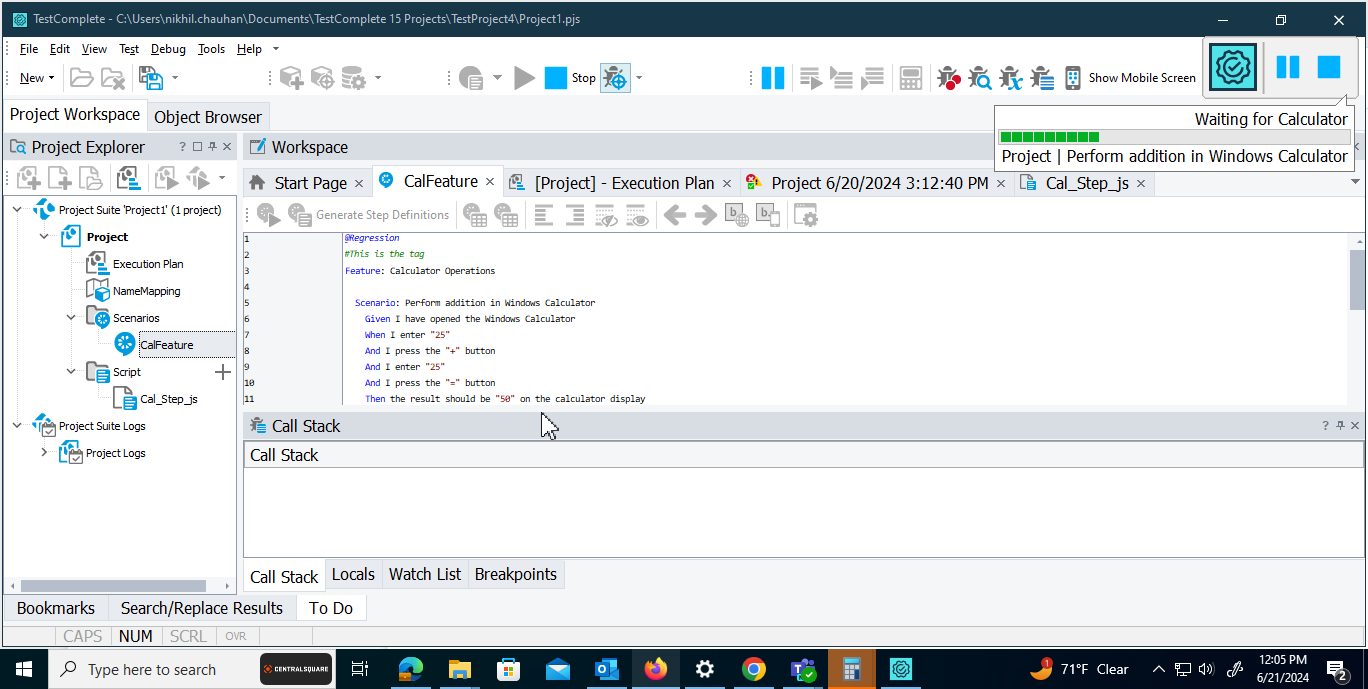 TestComplete - C:\Users\nikhil.chauhan\Documents\TestComplete 15 Projects\TestProject4\Project1.pjs
File Edit View Test Debug Tools Help
New Stop Show Mobile Screen
Waiting for Calculator
Project | Perform addition in Windows Calculator
Project Workspace Object Browser
Project Explorer ?
Workspace
Start Page CalFeature [Project] - Execution Plan Project 6/20/2024 3:12:40 PM Cal_Step_js
Generate Step Definitions
Project Suite 'Project1' (1 project)
Project
Execution Plan
NameMapping
Scenarios
CalFeature
Script
Cal_Step_js
Project Suite Logs
Project Logs
1 @Regression
2 #This is the tag
3 Feature: Calculator Operations
4
5 Scenario: Perform addition in Windows Calculator
6 Given I have opened the Windows Calculator
7 When I enter "25"
8 And I press the "+" button
9 And I enter "25"
10 And I press the "=" button
11 Then the result should be "50" on the calculator display
Call Stack ?
Call Stack
Call Stack Locals Watch List Breakpoints
Bookmarks Search/Replace Results To Do
CAPS NUM SCRL OVR
Type here to search CENTRALSQUARE
1 71°F Clear
12:05 PM
6/21/2024
2